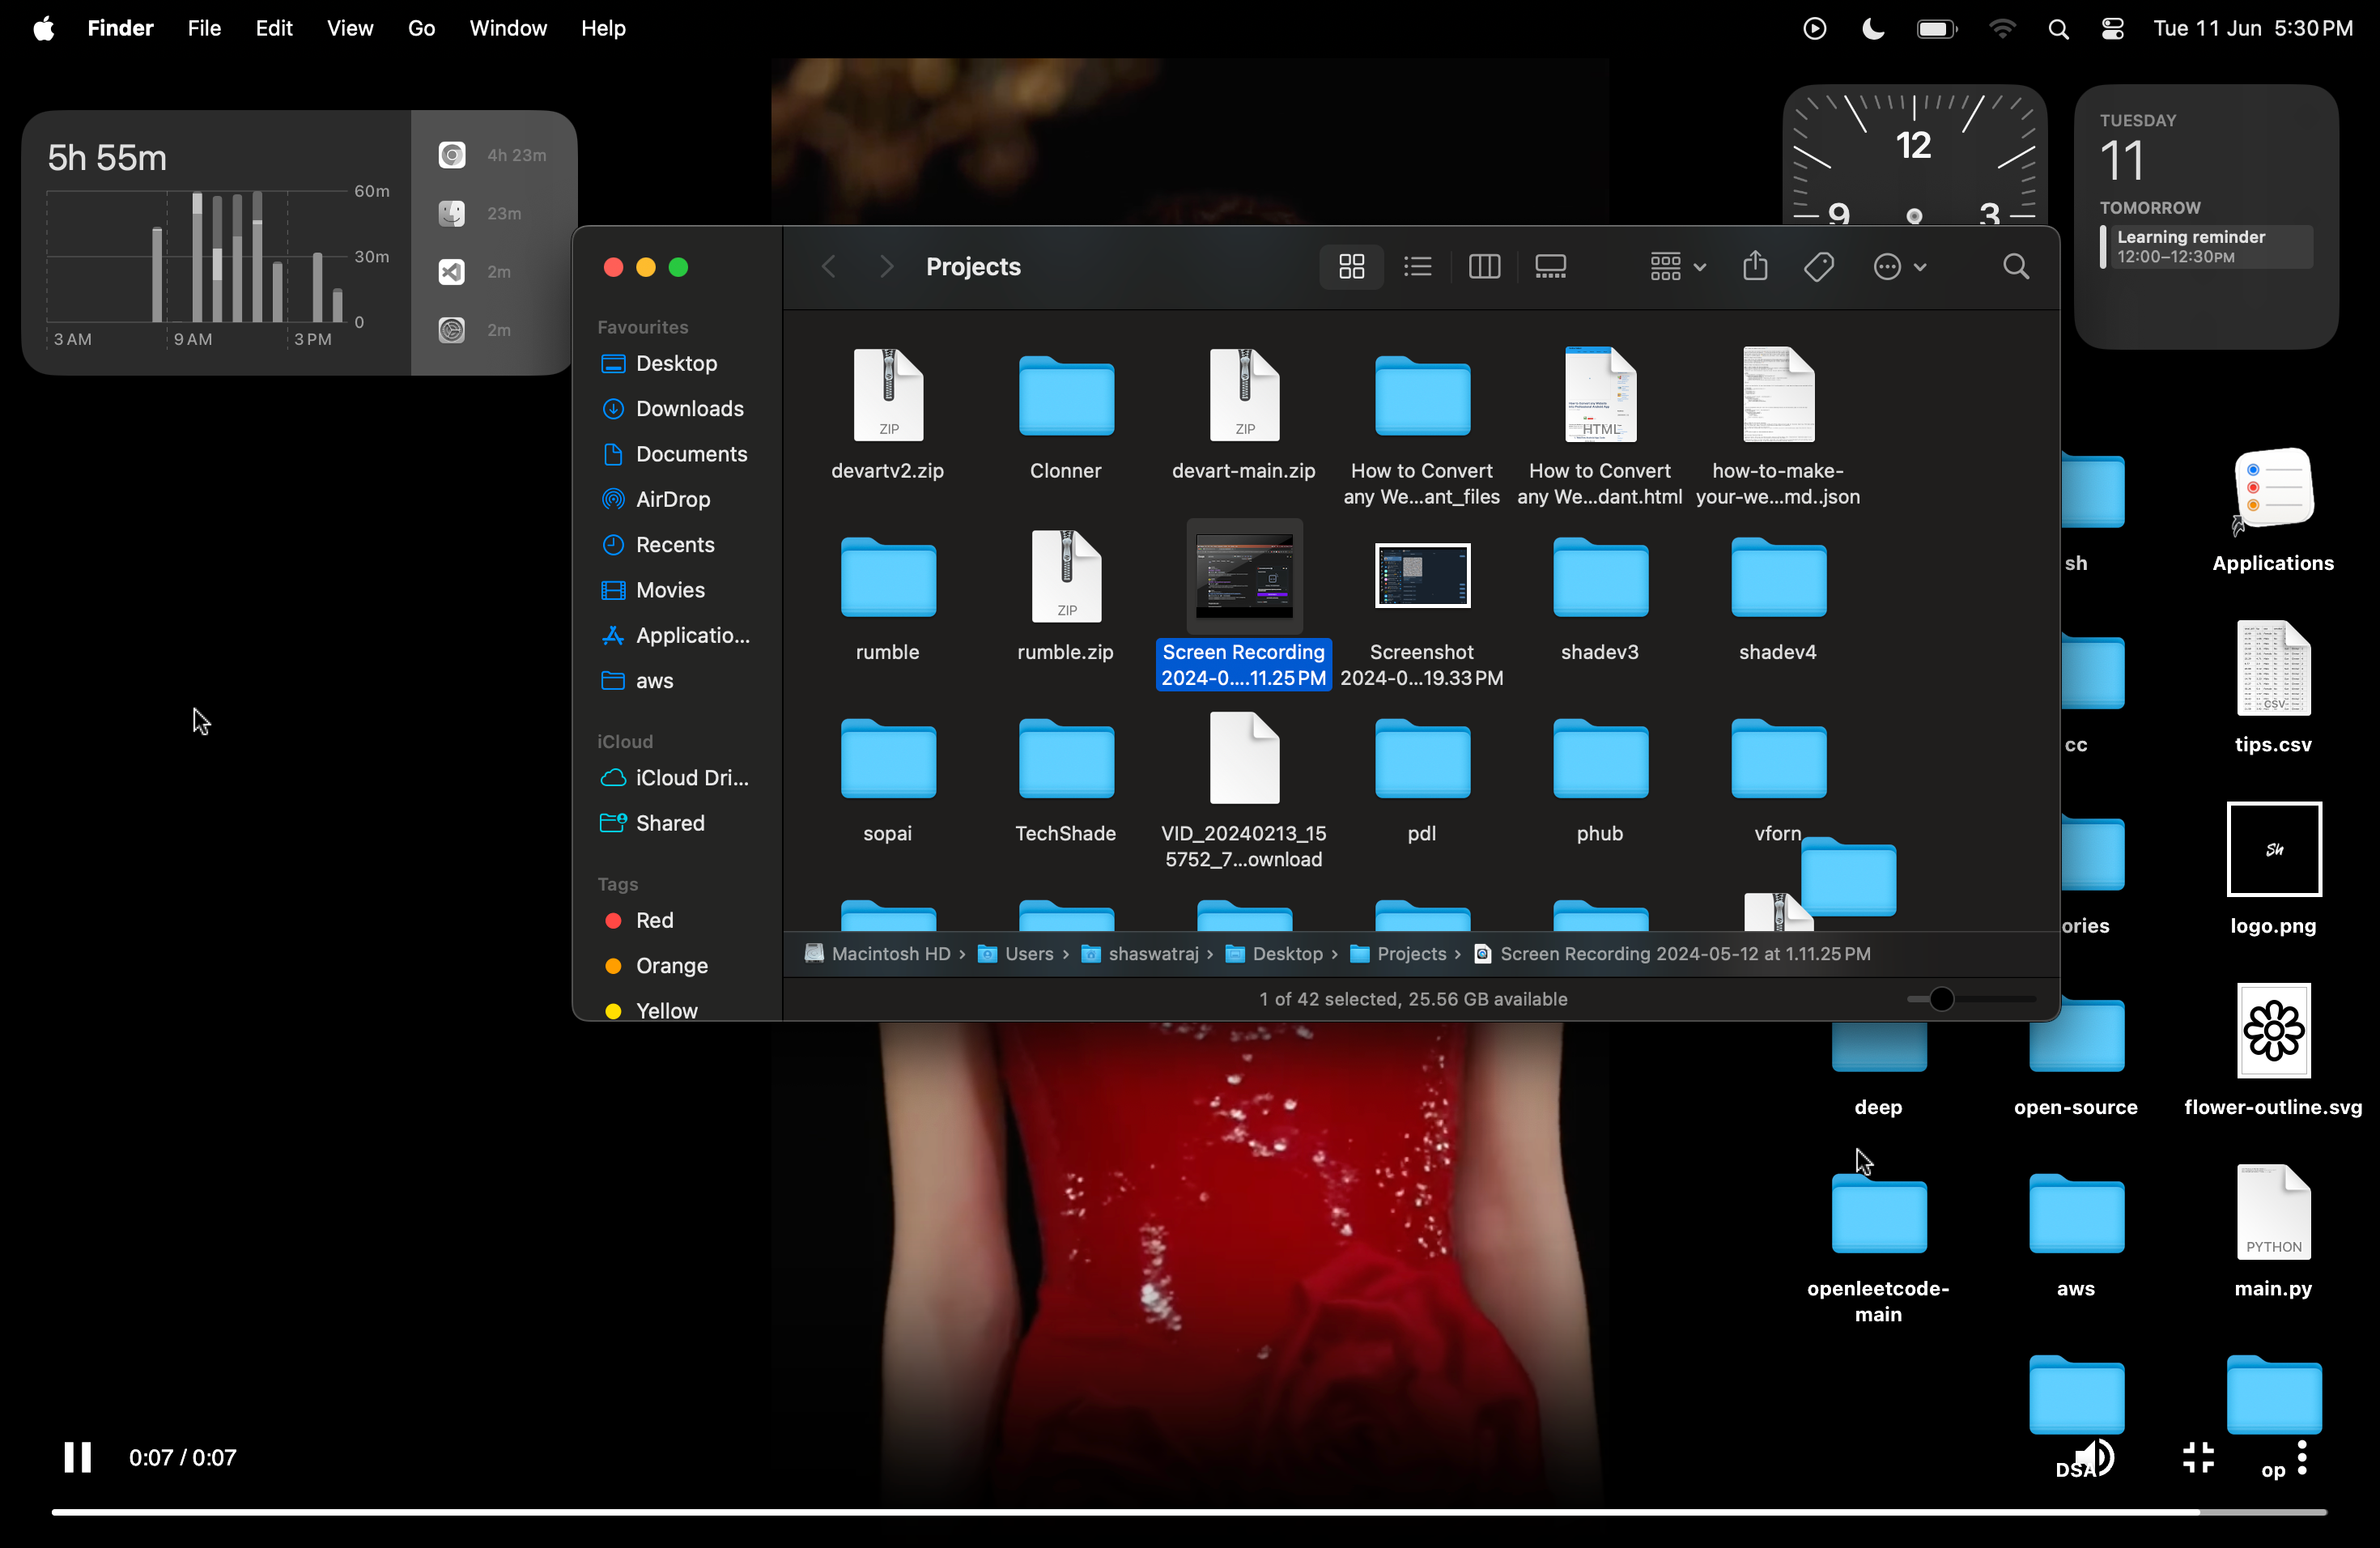 Finder File Edit View Go Window Help
Tue 11 Jun 5:30 PM
5h 55m
60m
30m
0
3 AM
9 AM
3 PM
4h 23m
23m
2m
2m
12
9
3
TUESDAY
11
TOMORROW
Learning reminder
12:00–12:30PM
Projects
Favourites
Desktop
Downloads
Documents
AirDrop
Recents
Movies
Applicatio...
aws
iCloud
iCloud Dri...
Shared
Tags
Red
Orange
Yellow
ZIP
devartv2.zip
Clonner
ZIP
devart-main.zip
How to Convert
any We...ant_files
HTML
How to Convert
any We...dant.html
how-to-make-
your-we...md..json
rumble
ZIP
rumble.zip
Screen Recording
2024-0....11.25 PM
Screenshot
2024-0...19.33 PM
shadev3
shadev4
sopai
TechShade
VID_20240213_15
5752_7...ownload
pdl
phub
vforn
Macintosh HD › Users › shaswatraj › Desktop › Projects › Screen Recording 2024-05-12 at 1.11.25 PM
1 of 42 selected, 25.56 GB available
sh
Applications
cc
CSV
tips.csv
ories
Sh
logo.png
deep
open-source
flower-outline.svg
openleetcode-
main
aws
PYTHON
main.py
DSA
op
0:07 / 0:07